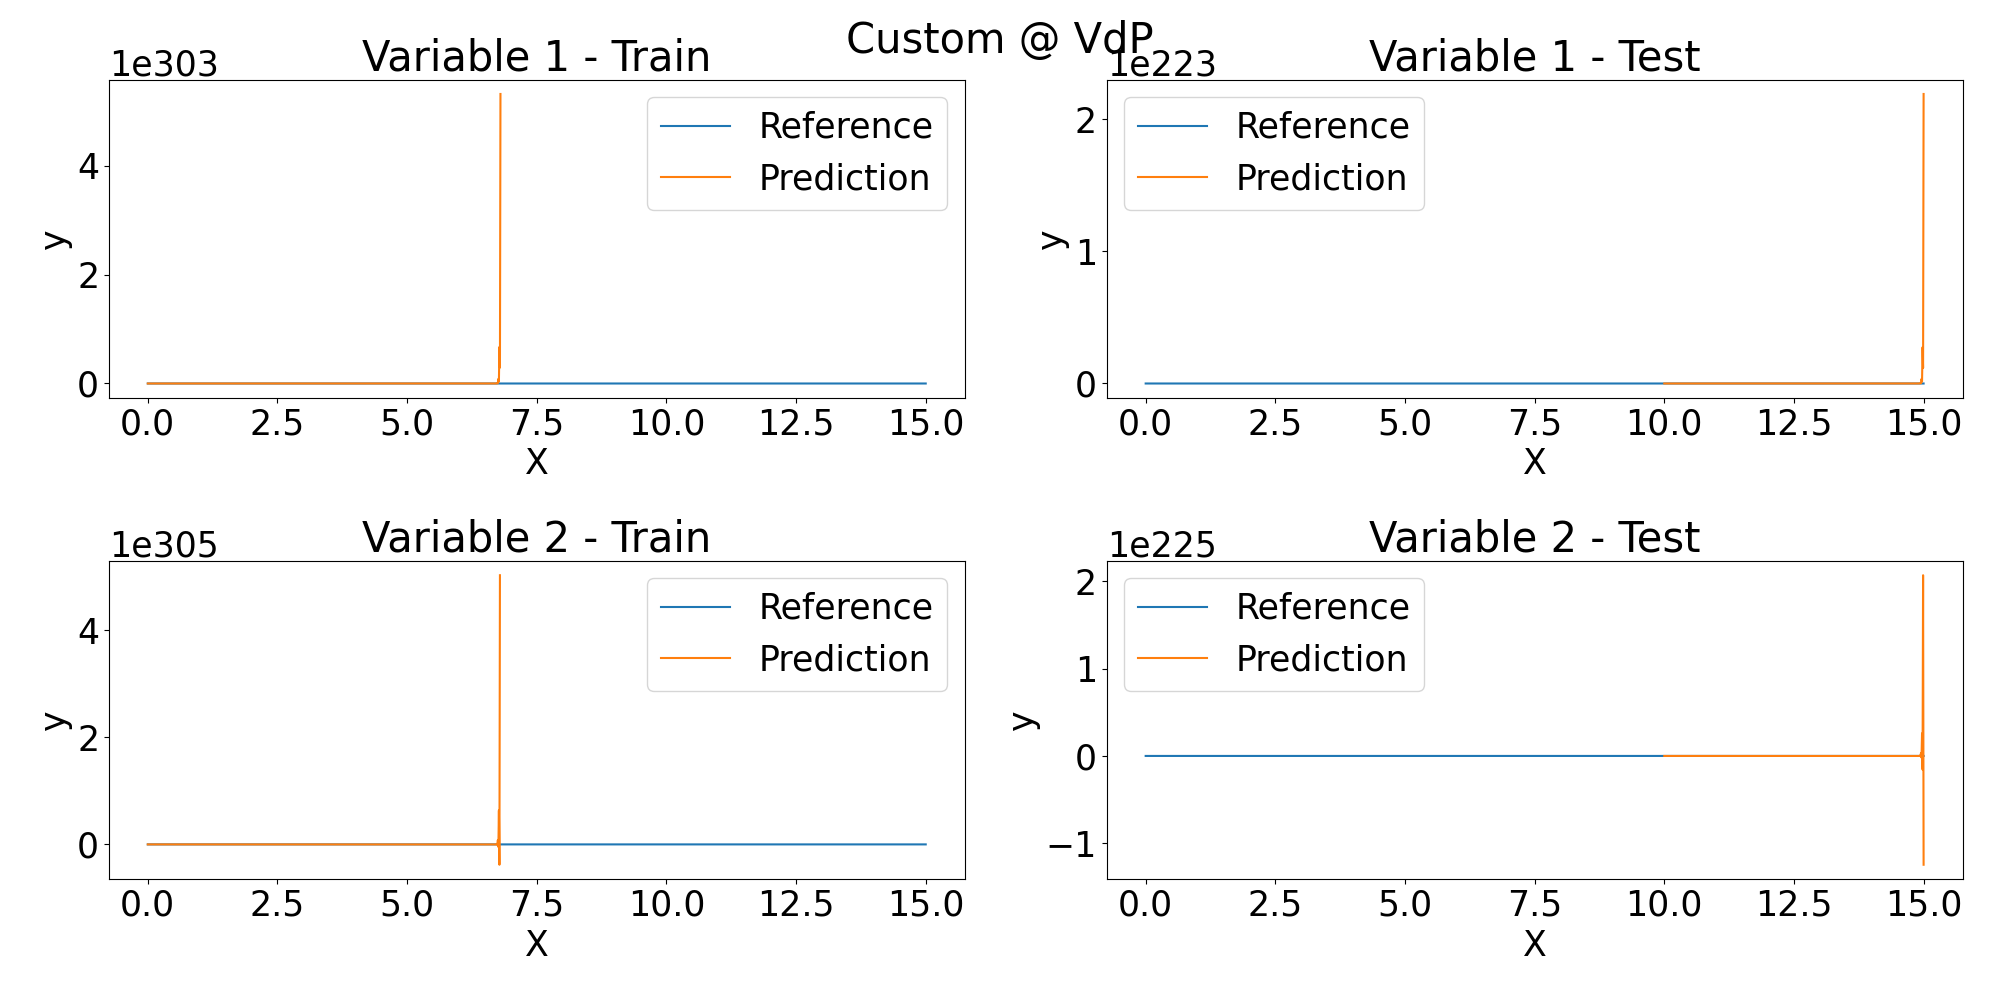 Custom @ VdP
Variable 1 - Train
1e303
y
4
2
0
Reference
Prediction
0.0 2.5 5.0 7.5 10.0 12.5 15.0
X
Variable 1 - Test
1e223
y
2
1
0
Reference
Prediction
0.0 2.5 5.0 7.5 10.0 12.5 15.0
X
Variable 2 - Train
1e305
y
4
2
0
Reference
Prediction
0.0 2.5 5.0 7.5 10.0 12.5 15.0
X
Variable 2 - Test
1e225
y
2
1
0
−1
Reference
Prediction
0.0 2.5 5.0 7.5 10.0 12.5 15.0
X